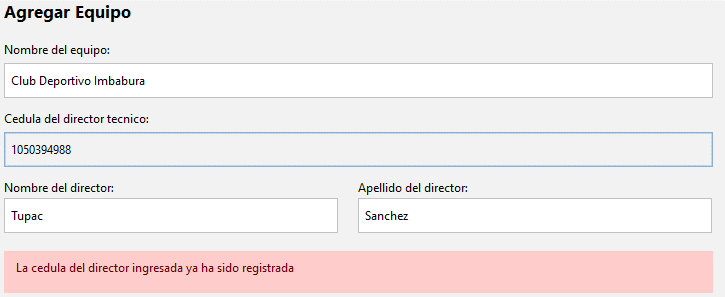 Agregar Equipo
Nombre del equipo:
Club Deportivo Imbabura
Cedula del director tecnico:
1050394988
Nombre del director:
Apellido del director:
Tupac
Sanchez
La cedula del director ingresada ya ha sido registrada